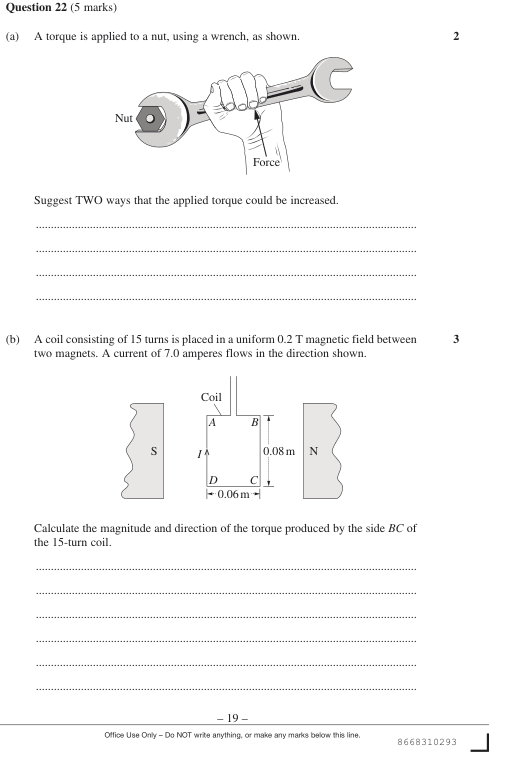 Question 22 (5 marks)
(a) A torque is applied to a nut, using a wrench, as shown. 2
Nut
Force
Suggest TWO ways that the applied torque could be increased.
(b) A coil consisting of 15 turns is placed in a uniform 0.2 T magnetic field between 3
two magnets. A current of 7.0 amperes flows in the direction shown.
Coil
A B
S I 0.08 m N
D C
0.06 m
Calculate the magnitude and direction of the torque produced by the side BC of
the 15-turn coil.
– 19 –
Office Use Only – Do NOT write anything, or make any marks below this line.
8668310293